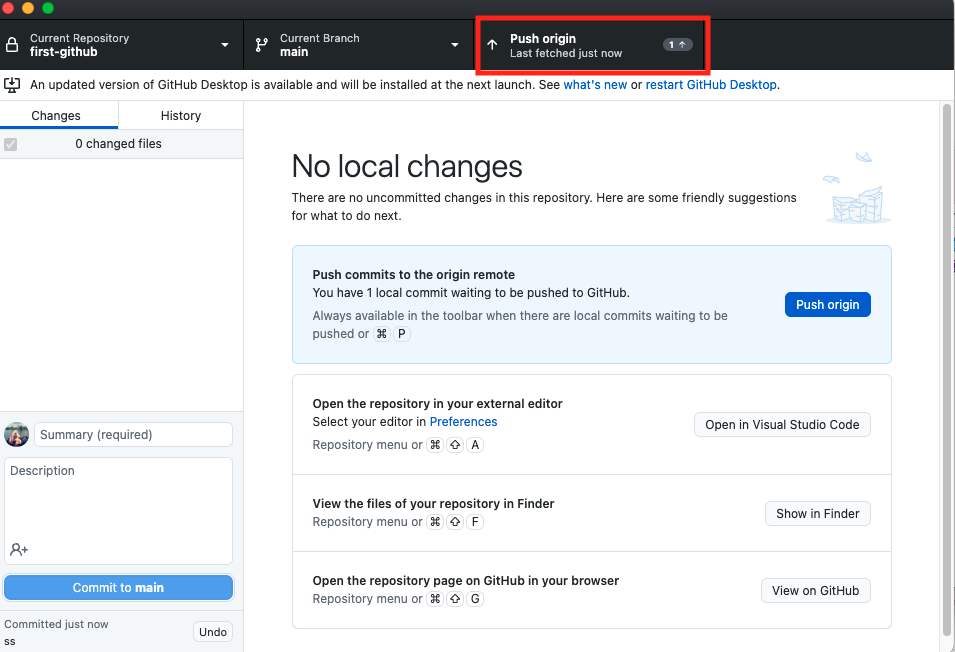 Current Repository
first-github
Current Branch
main
Push origin
Last fetched just now
1 ↑
An updated version of GitHub Desktop is available and will be installed at the next launch. See what's new or restart GitHub Desktop.
Changes
History
0 changed files
No local changes
There are no uncommitted changes in this repository. Here are some friendly suggestions
for what to do next.
Push commits to the origin remote
You have 1 local commit waiting to be pushed to GitHub.
Always available in the toolbar when there are local commits waiting to be
pushed or ⌘ P
Push origin
Open the repository in your external editor
Select your editor in Preferences
Repository menu or ⌘ ⇧ A
Open in Visual Studio Code
View the files of your repository in Finder
Repository menu or ⌘ ⇧ F
Show in Finder
Open the repository page on GitHub in your browser
Repository menu or ⌘ ⇧ G
View on GitHub
Summary (required)
Description
Commit to main
Committed just now
ss
Undo